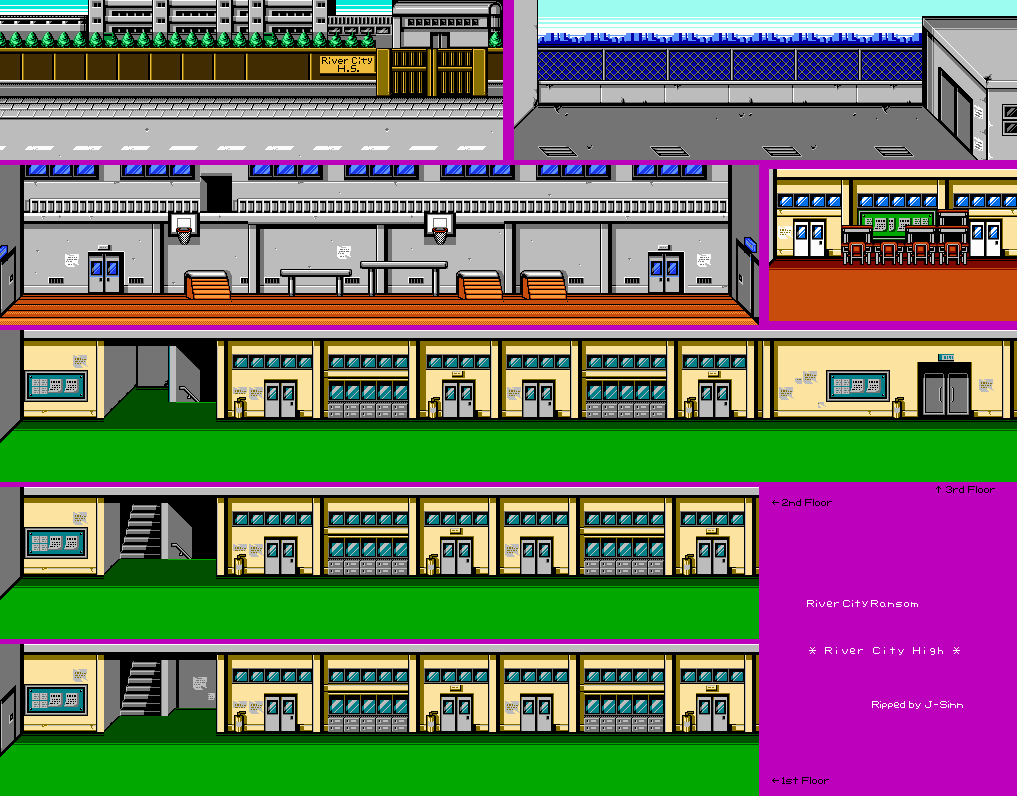 River City
H.S.
↑ 3rd Floor
←2nd Floor
River City Ransom
* River City High *
Ripped by J-Sinn
←1st Floor